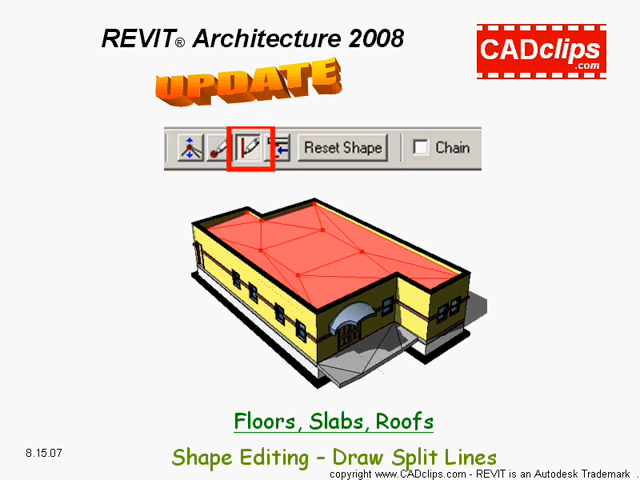 REVIT® Architecture 2008
CADclips
.com
UPDATE
Reset Shape
Chain
Floors, Slabs, Roofs
8.15.07
Shape Editing – Draw Split Lines
copyright www.CADclips.com - REVIT is an Autodesk Trademark .